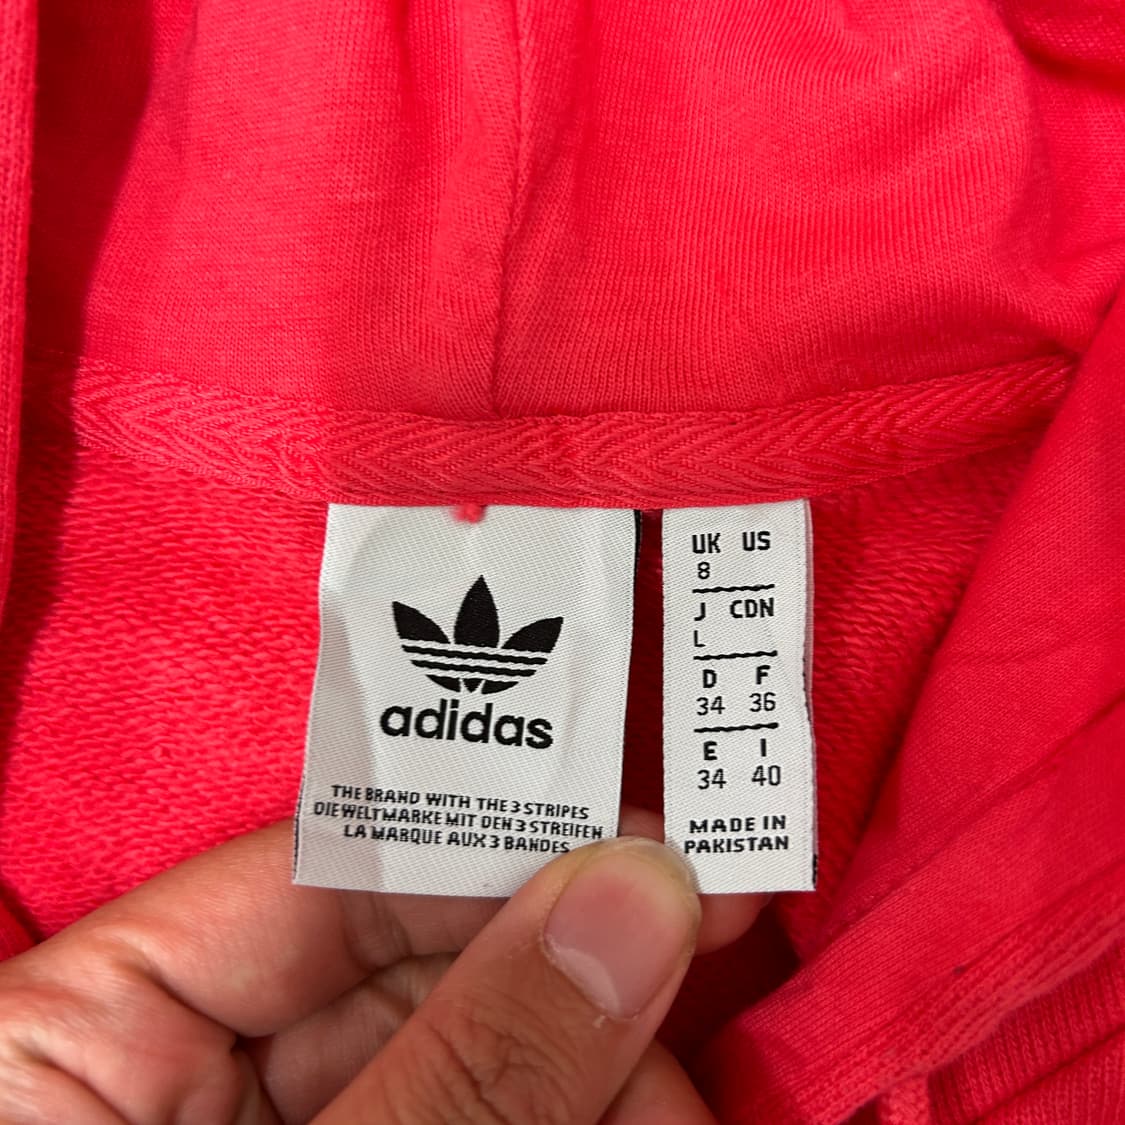 adidas
THE BRAND WITH THE 3 STRIPES
DIE WELTMARKE MIT DEN 3 STREIFEN
LA MARQUE AUX 3 BANDES
UK US
8
J CDN
L
D F
34 36
E I
34 40
MADE IN
PAKISTAN